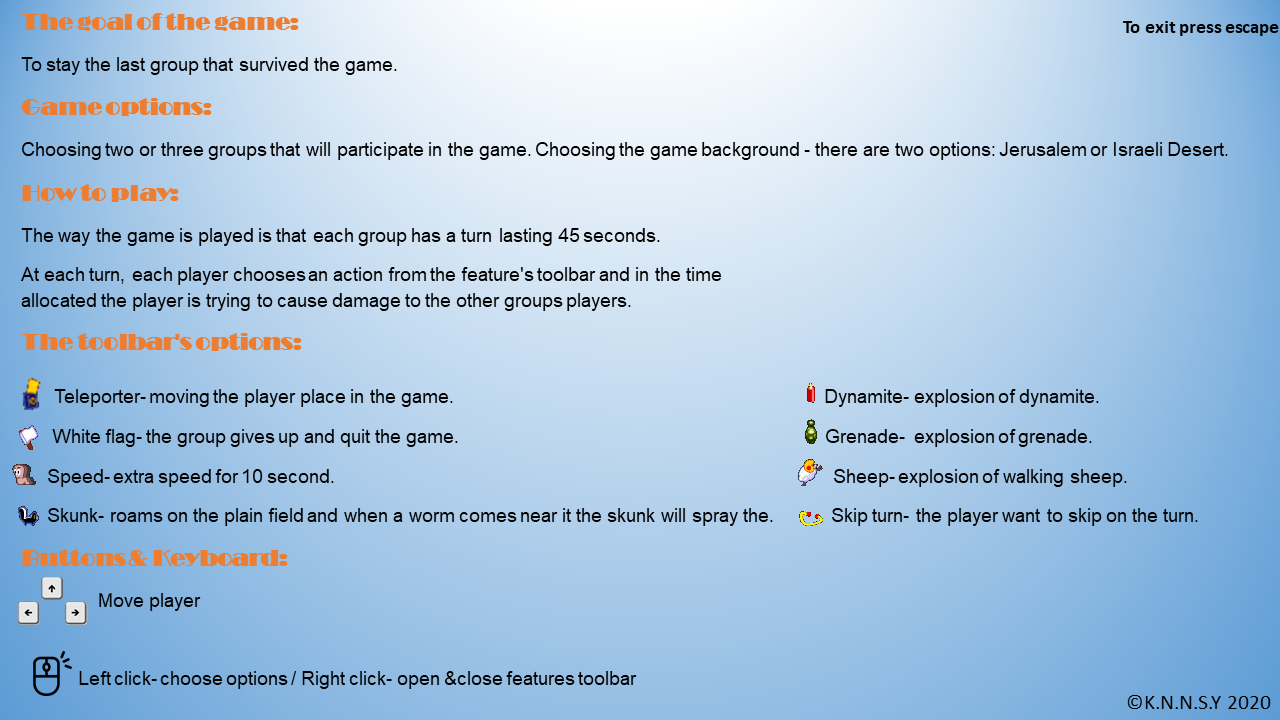 The goal of the game:
To exit press escape
To stay the last group that survived the game.
Game options:
Choosing two or three groups that will participate in the game. Choosing the game background - there are two options: Jerusalem or Israeli Desert.
How to play:
The way the game is played is that each group has a turn lasting 45 seconds.
At each turn, each player chooses an action from the feature's toolbar and in the time
allocated the player is trying to cause damage to the other groups players.
The toolbar's options:
Teleporter- moving the player place in the game.
White flag- the group gives up and quit the game.
Speed- extra speed for 10 second.
Skunk- roams on the plain field and when a worm comes near it the skunk will spray the.
Dynamite- explosion of dynamite.
Grenade- explosion of grenade.
Sheep- explosion of walking sheep.
Skip turn- the player want to skip on the turn.
Buttons & Keyboard:
Move player
Left click- choose options / Right click- open &close features toolbar
©K.N.N.S.Y 2020